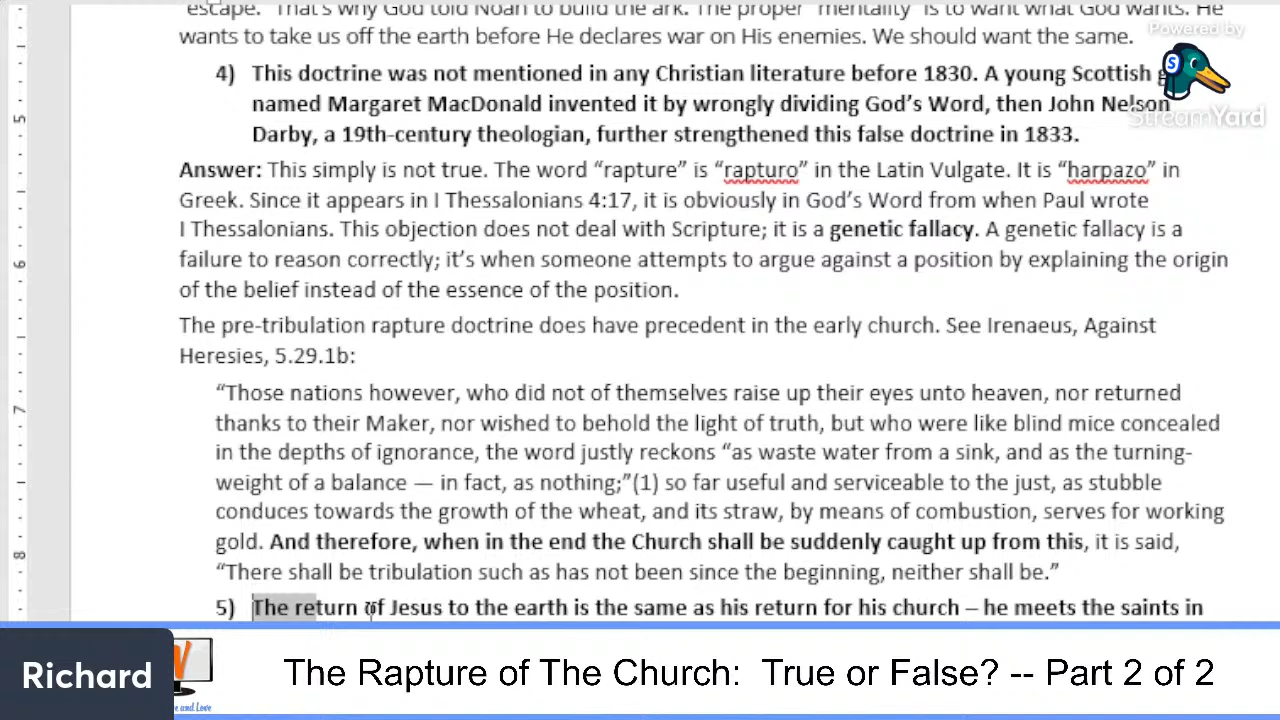 escape." That's why God told Noah to build the ark. The proper "mentality" is to want what God wants. He
wants to take us off the earth before He declares war on His enemies. We should want the same.
Powered by
4) This doctrine was not mentioned in any Christian literature before 1830. A young Scottish g
named Margaret MacDonald invented it by wrongly dividing God's Word, then John Nelson
StreamYard
Darby, a 19th-century theologian, further strengthened this false doctrine in 1833.
Answer: This simply is not true. The word “rapture” is “rapturo” in the Latin Vulgate. It is “harpazo” in
Greek. Since it appears in I Thessalonians 4:17, it is obviously in God's Word from when Paul wrote
I Thessalonians. This objection does not deal with Scripture; it is a genetic fallacy. A genetic fallacy is a
failure to reason correctly; it's when someone attempts to argue against a position by explaining the origin
of the belief instead of the essence of the position.
The pre-tribulation rapture doctrine does have precedent in the early church. See Irenaeus, Against
Heresies, 5.29.1b:
“Those nations however, who did not of themselves raise up their eyes unto heaven, nor returned
thanks to their Maker, nor wished to behold the light of truth, but who were like blind mice concealed
in the depths of ignorance, the word justly reckons “as waste water from a sink, and as the turning-
weight of a balance — in fact, as nothing;”(1) so far useful and serviceable to the just, as stubble
conduces towards the growth of the wheat, and its straw, by means of combustion, serves for working
gold. And therefore, when in the end the Church shall be suddenly caught up from this, it is said,
“There shall be tribulation such as has not been since the beginning, neither shall be.”
5) The return of Jesus to the earth is the same as his return for his church – he meets the saints in
Richard
e and Love
The Rapture of The Church: True or False? -- Part 2 of 2
5
6
7
8
S